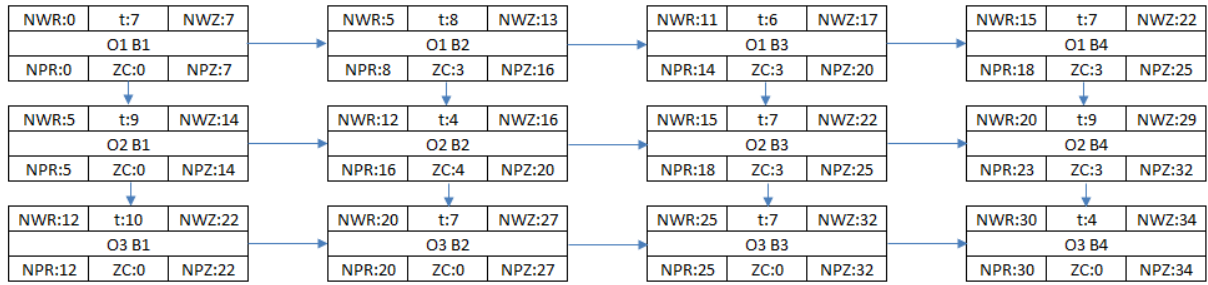 NWR:0 t:7 NWZ:7 NWR:5 t:8 NWZ:13 NWR:11 t:6 NWZ:17 NWR:15 t:7 NWZ:22
O1 B1 O1 B2 O1 B3 O1 B4
NPR:0 ZC:0 NPZ:7 NPR:8 ZC:3 NPZ:16 NPR:14 ZC:3 NPZ:20 NPR:18 ZC:3 NPZ:25
NWR:5 t:9 NWZ:14 NWR:12 t:4 NWZ:16 NWR:15 t:7 NWZ:22 NWR:20 t:9 NWZ:29
O2 B1 O2 B2 O2 B3 O2 B4
NPR:5 ZC:0 NPZ:14 NPR:16 ZC:4 NPZ:20 NPR:18 ZC:3 NPZ:25 NPR:23 ZC:3 NPZ:32
NWR:12 t:10 NWZ:22 NWR:20 t:7 NWZ:27 NWR:25 t:7 NWZ:32 NWR:30 t:4 NWZ:34
O3 B1 O3 B2 O3 B3 O3 B4
NPR:12 ZC:0 NPZ:22 NPR:20 ZC:0 NPZ:27 NPR:25 ZC:0 NPZ:32 NPR:30 ZC:0 NPZ:34